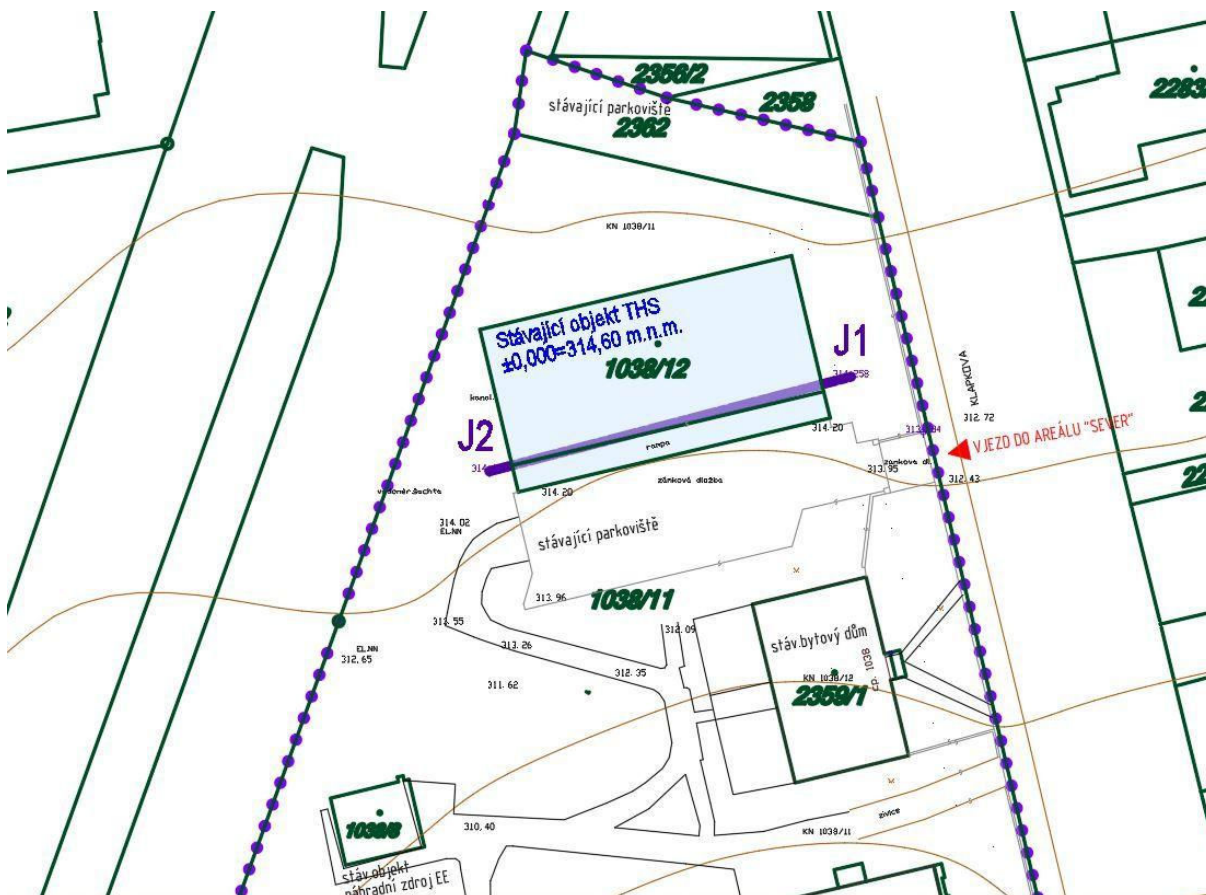 2356/2
2358
2283
stávající parkoviště
2362
KN 1038/11
Stávající objekt THS
±0,000=314,60 m.n.m.
1038/12
J1
KLAPKOVA
312.72
J2
rampa
314.20
VJEZD DO AREÁLU "SEVER"
zámková dlažba
313.95
zámková dl.
312.43
314.20
vodoměr.šachta
314.02
EL.NN
stávající parkoviště
313.96
1038/11
313.55
312.09
313.26
EL.NN
312.65
311.62
312.35
stáv.bytový dům
čp. 1038
KN 1038/12
2359/1
1038/8
310.40
KN 1038/11
živice
stáv.objekt
náhradní zdroj EE